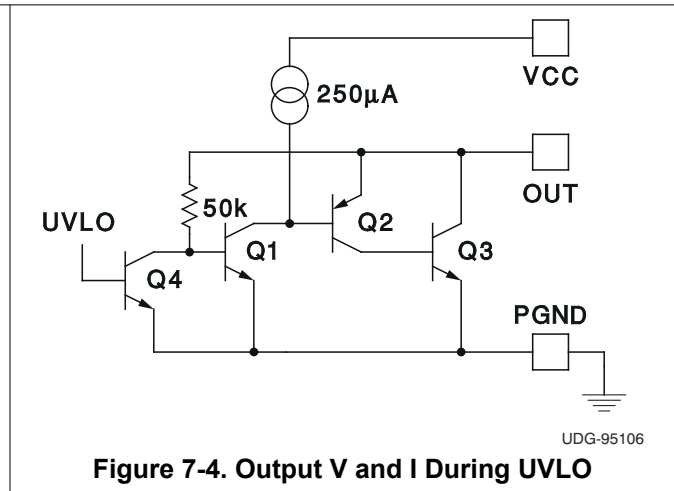 VCC
250µA
OUT
50k
UVLO
Q2
Q1
Q3
Q4
PGND
UDG-95106
Figure 7-4. Output V and I During UVLO